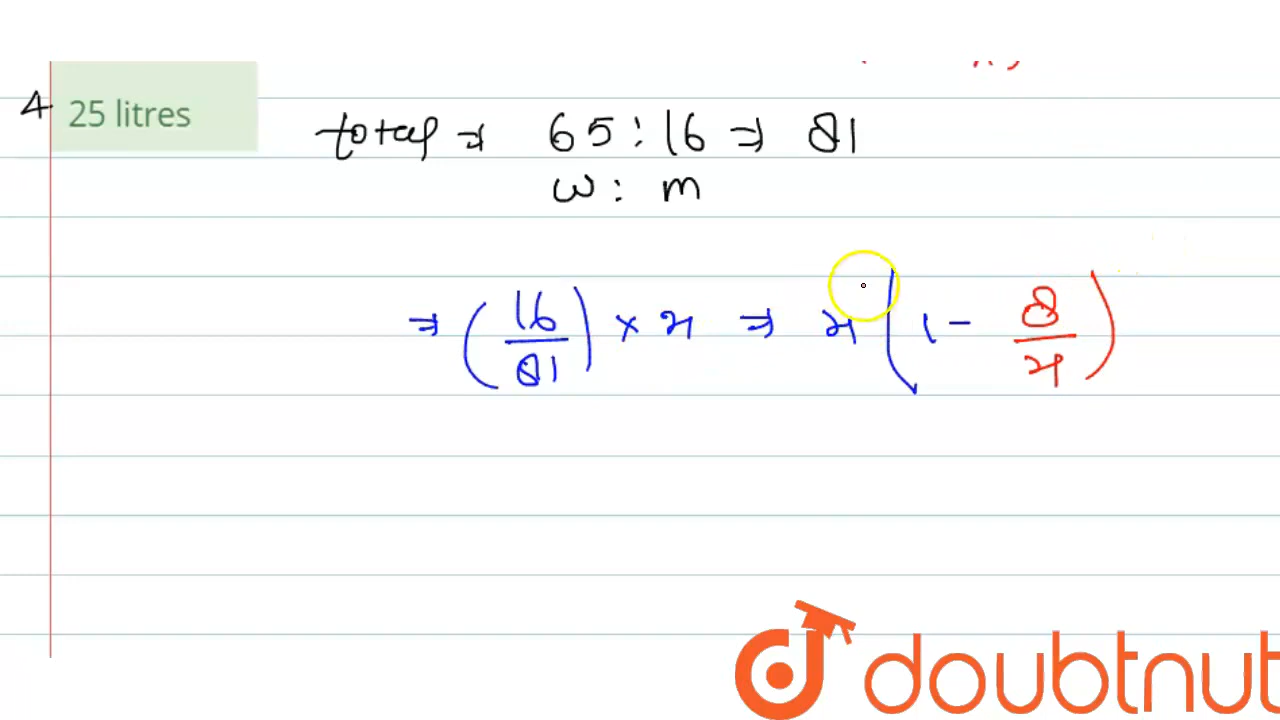 4 25 litres
total ⇒ 65 : 16 ⇒ 81
w : m
⇒ (16/81) × x ⇒ x (1 - 8/x)
doubtnut